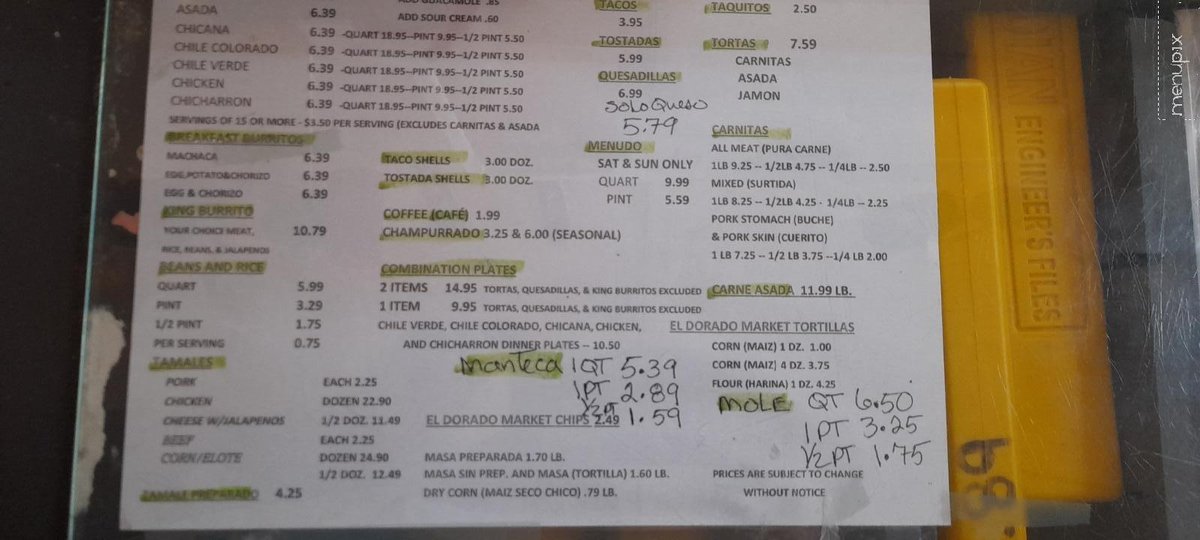 ASADA 6.39
ADD SOUR CREAM .60
CHICANA 6.39 -QUART 18.95--PINT 9.95--1/2 PINT 5.50
CHILE COLORADO 6.39 -QUART 18.95--PINT 9.95--1/2 PINT 5.50
CHILE VERDE 6.39 -QUART 18.95--PINT 9.95--1/2 PINT 5.50
CHICKEN 6.39 -QUART 18.95--PINT 9.95--1/2 PINT 5.50
CHICHARRON 6.39 -QUART 18.95--PINT 9.95--1/2 PINT 5.50
SERVINGS OF 15 OR MORE - $3.50 PER SERVING (EXCLUDES CARNITAS & ASADA
BREAKFAST BURRITOS
MACHACA 6.39
EGG,POTATO&CHORIZO 6.39
EGG & CHORIZO 6.39
KING BURRITO
YOUR CHOICE MEAT, 10.79
RICE, BEANS, & JALAPENOS
BEANS AND RICE
QUART 5.99
PINT 3.29
1/2 PINT 1.75
PER SERVING 0.75
TAMALES
PORK EACH 2.25
CHICKEN DOZEN 22.90
CHEESE W/JALAPENOS 1/2 DOZ. 11.49
BEEF EACH 2.25
CORN/ELOTE DOZEN 24.90
1/2 DOZ. 12.49
TAMALE PREPARADO 4.25
TACO SHELLS 3.00 DOZ.
TOSTADA SHELLS 3.00 DOZ.
COFFEE (CAFÉ) 1.99
CHAMPURRADO 3.25 & 6.00 (SEASONAL)
COMBINATION PLATES
2 ITEMS 14.95 TORTAS, QUESADILLAS, & KING BURRITOS EXCLUDED
1 ITEM 9.95 TORTAS, QUESADILLAS, & KING BURRITOS EXCLUDED
CHILE VERDE, CHILE COLORADO, CHICANA, CHICKEN,
AND CHICHARRON DINNER PLATES -- 10.50
Manteca 1QT 5.39
1PT 2.89
1/2PT 1.59
EL DORADO MARKET CHIPS 2.49
MASA PREPARADA 1.70 LB.
MASA SIN PREP. AND MASA (TORTILLA) 1.60 LB.
DRY CORN (MAIZ SECO CHICO) .79 LB.
TACOS
3.95
TOSTADAS
5.99
QUESADILLAS
6.99
Solo Queso
5.79
MENUDO
SAT & SUN ONLY
QUART 9.99
PINT 5.59
TAQUITOS 2.50
TORTAS 7.59
CARNITAS
ASADA
JAMON
CARNITAS
ALL MEAT (PURA CARNE)
1LB 9.25 -- 1/2LB 4.75 -- 1/4LB -- 2.50
MIXED (SURTIDA)
1LB 8.25 -- 1/2LB 4.25 - 1/4LB -- 2.25
PORK STOMACH (BUCHE)
& PORK SKIN (CUERITO)
1 LB 7.25 -- 1/2 LB 3.75 --1/4 LB 2.00
CARNE ASADA 11.99 LB.
EL DORADO MARKET TORTILLAS
CORN (MAIZ) 1 DZ. 1.00
CORN (MAIZ) 4 DZ. 3.75
FLOUR (HARINA) 1 DZ. 4.25
MOLE QT 6.50
1PT 3.25
1/2 PT 1.75
PRICES ARE SUBJECT TO CHANGE
WITHOUT NOTICE
ENGINEER'S FILES
menupix